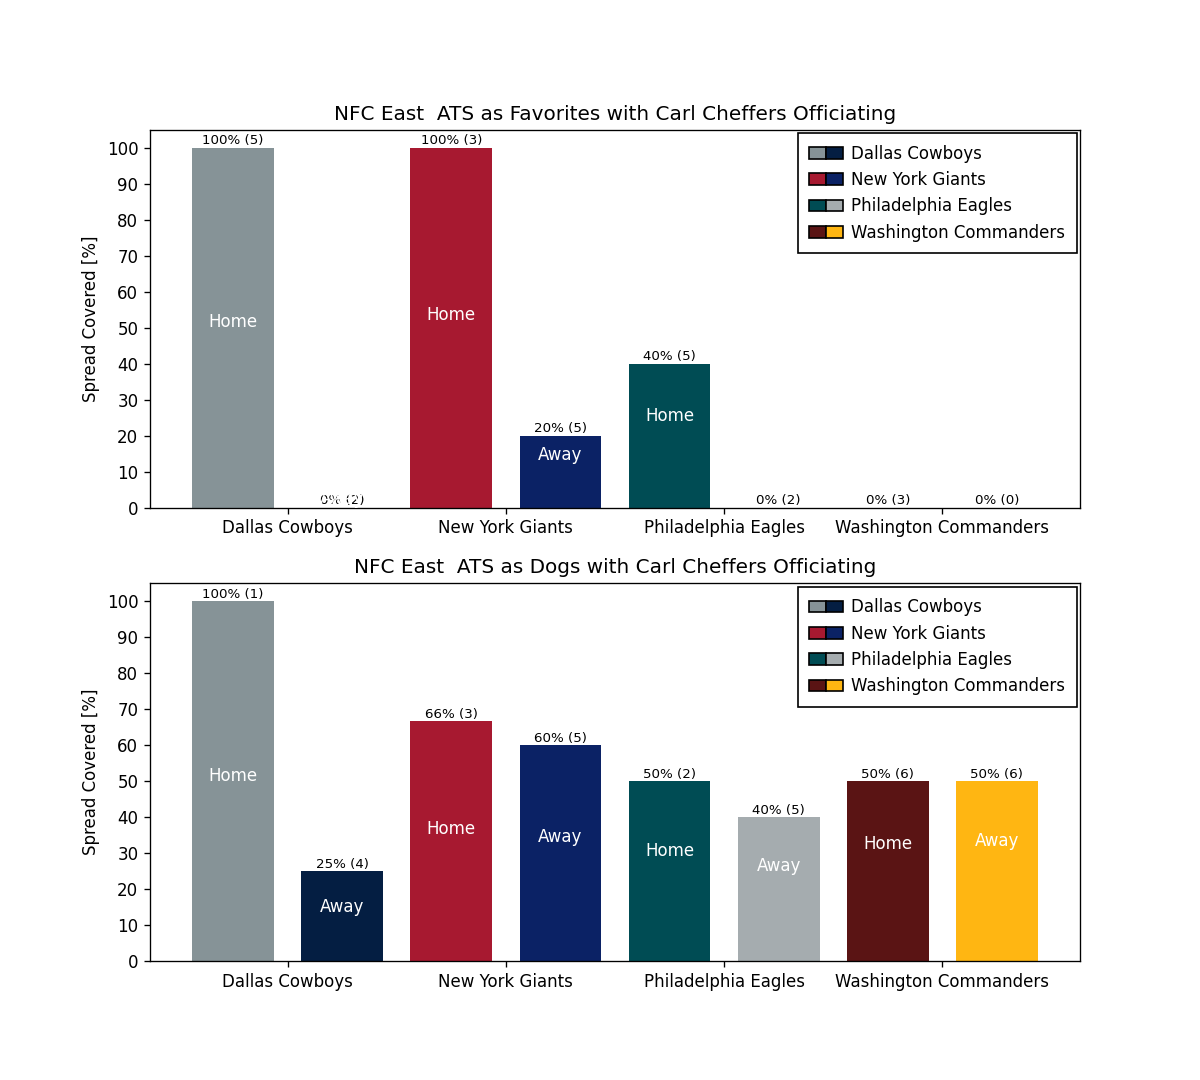 NFC East  ATS as Favorites with Carl Cheffers Officiating
100% (5)
100% (3)
Dallas Cowboys
New York Giants
Philadelphia Eagles
Washington Commanders
100
90
80
70
60
50
40
30
20
10
0
Spread Covered [%]
Home
Home
40% (5)
Home
20% (5)
Away
0% (2)
0% (2)
0% (3)
0% (0)
Dallas Cowboys
New York Giants
Philadelphia Eagles
Washington Commanders
NFC East  ATS as Dogs with Carl Cheffers Officiating
100% (1)
Dallas Cowboys
New York Giants
Philadelphia Eagles
Washington Commanders
100
90
80
70
60
50
40
30
20
10
0
Spread Covered [%]
Home
25% (4)
Away
66% (3)
Home
60% (5)
Away
50% (2)
Home
40% (5)
Away
50% (6)
Home
50% (6)
Away
Dallas Cowboys
New York Giants
Philadelphia Eagles
Washington Commanders